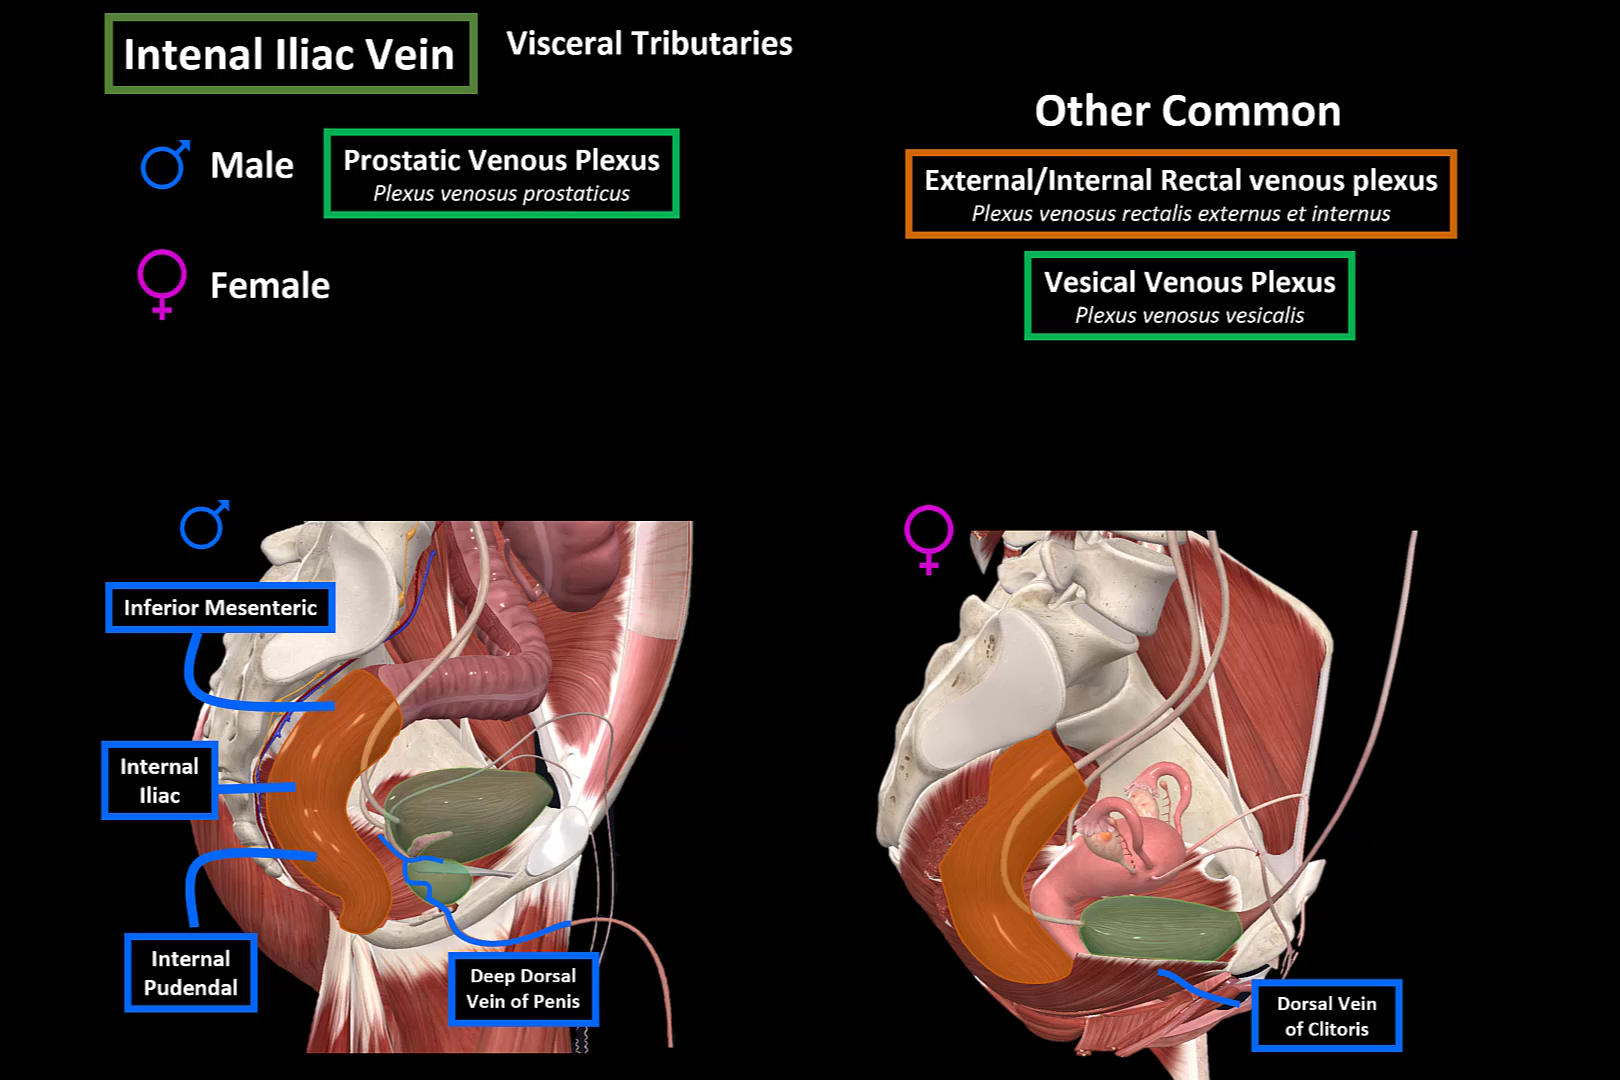 Intenal Iliac Vein
Visceral Tributaries
Other Common
Male
Prostatic Venous Plexus
Plexus venosus prostaticus
External/Internal Rectal venous plexus
Plexus venosus rectalis externus et internus
Female
Vesical Venous Plexus
Plexus venosus vesicalis
Inferior Mesenteric
Internal
Iliac
Internal
Pudendal
Deep Dorsal
Vein of Penis
Dorsal Vein
of Clitoris